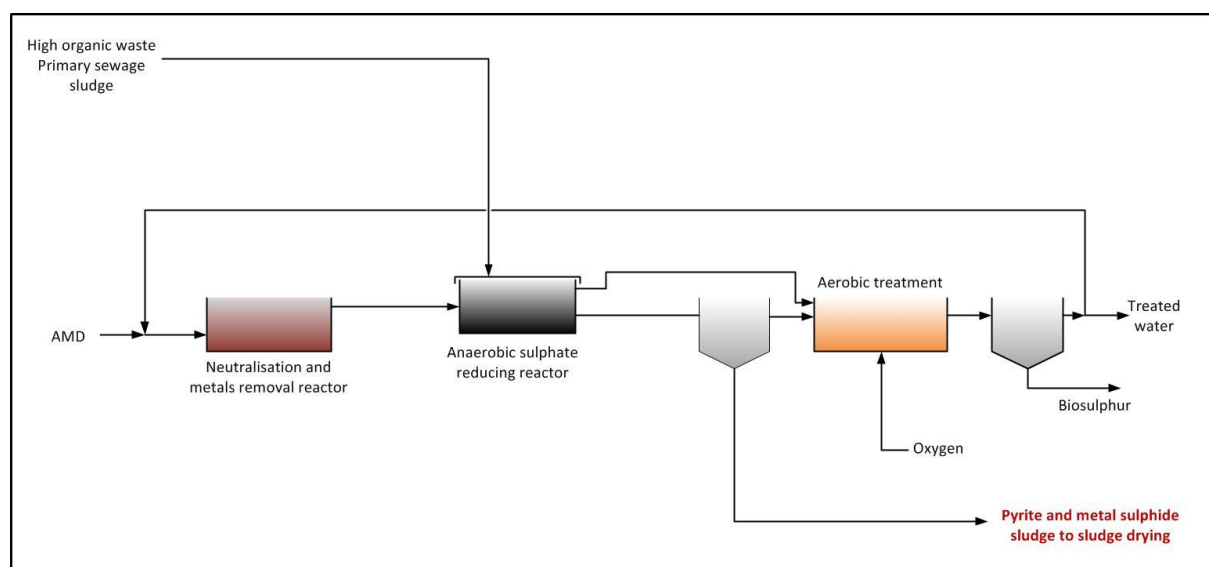 High organic waste
Primary sewage
sludge
AMD
Neutralisation and
metals removal reactor
Anaerobic sulphate
reducing reactor
Aerobic treatment
Oxygen
Treated
water
Biosulphur
Pyrite and metal sulphide
sludge to sludge drying